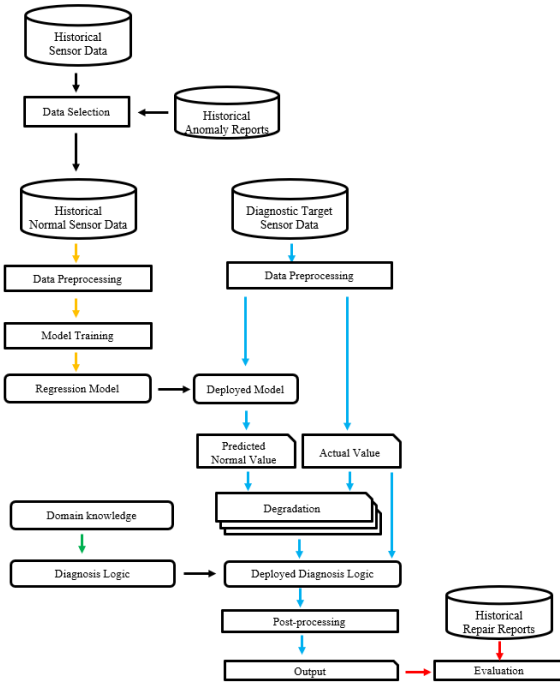 Historical
Sensor Data
Data Selection
Historical
Anomaly Reports
Historical
Normal Sensor Data
Diagnostic Target
Sensor Data
Data Preprocessing
Data Preprocessing
Model Training
Regression Model
Deployed Model
Predicted
Normal Value
Actual Value
Degradation
Domain knowledge
Diagnosis Logic
Deployed Diagnosis Logic
Post-processing
Historical
Repair Reports
Output
Evaluation